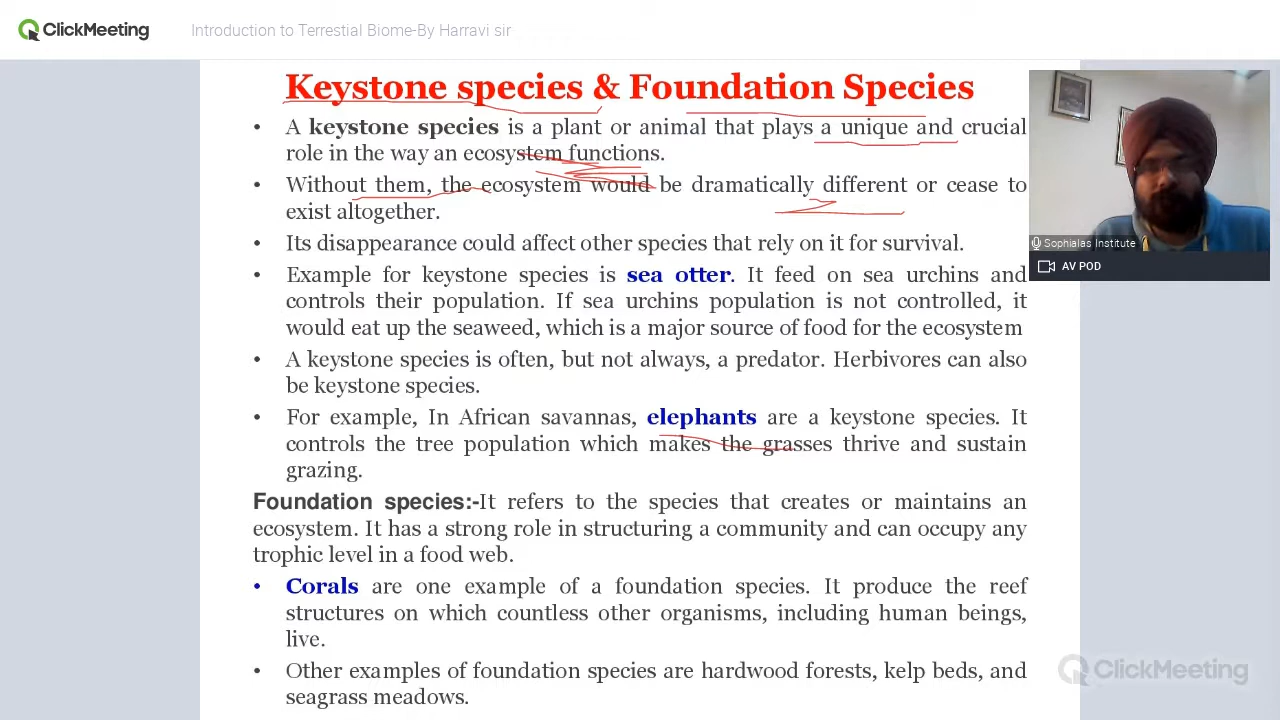 ClickMeeting
Introduction to Terrestial Biome-By Harravi sir
Keystone species & Foundation Species
• A keystone species is a plant or animal that plays a unique and crucial
role in the way an ecosystem functions.
• Without them, the ecosystem would be dramatically different or cease to
exist altogether.
• Its disappearance could affect other species that rely on it for survival.
• Example for keystone species is sea otter. It feed on sea urchins and
controls their population. If sea urchins population is not controlled, it
would eat up the seaweed, which is a major source of food for the ecosystem
• A keystone species is often, but not always, a predator. Herbivores can also
be keystone species.
• For example, In African savannas, elephants are a keystone species. It
controls the tree population which makes the grasses thrive and sustain
grazing.
Foundation species:-It refers to the species that creates or maintains an
ecosystem. It has a strong role in structuring a community and can occupy any
trophic level in a food web.
• Corals are one example of a foundation species. It produce the reef
structures on which countless other organisms, including human beings,
live.
• Other examples of foundation species are hardwood forests, kelp beds, and
seagrass meadows.
Sophialas Institute
AV POD
ClickMeeting